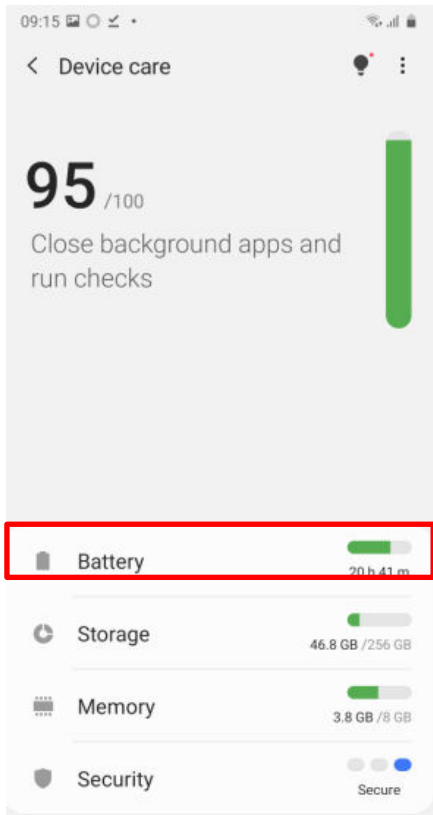 09:15
Device care
95 /100
Close background apps and
run checks
Battery
20 h 41 m
Storage
46.8 GB /256 GB
Memory
3.8 GB /8 GB
Security
Secure